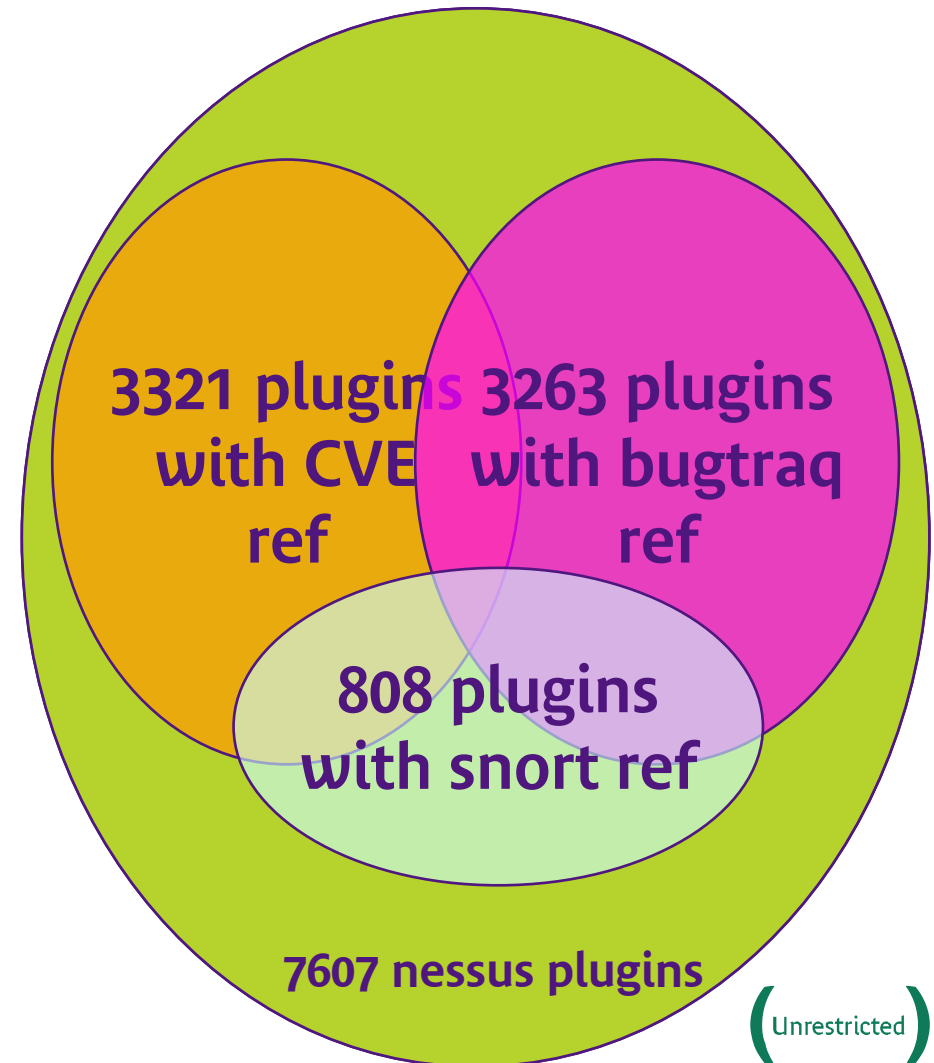 3321 plugins
with CVE
ref
3263 plugins
with bugtraq
ref
808 plugins
with snort ref
7607 nessus plugins
(Unrestricted)